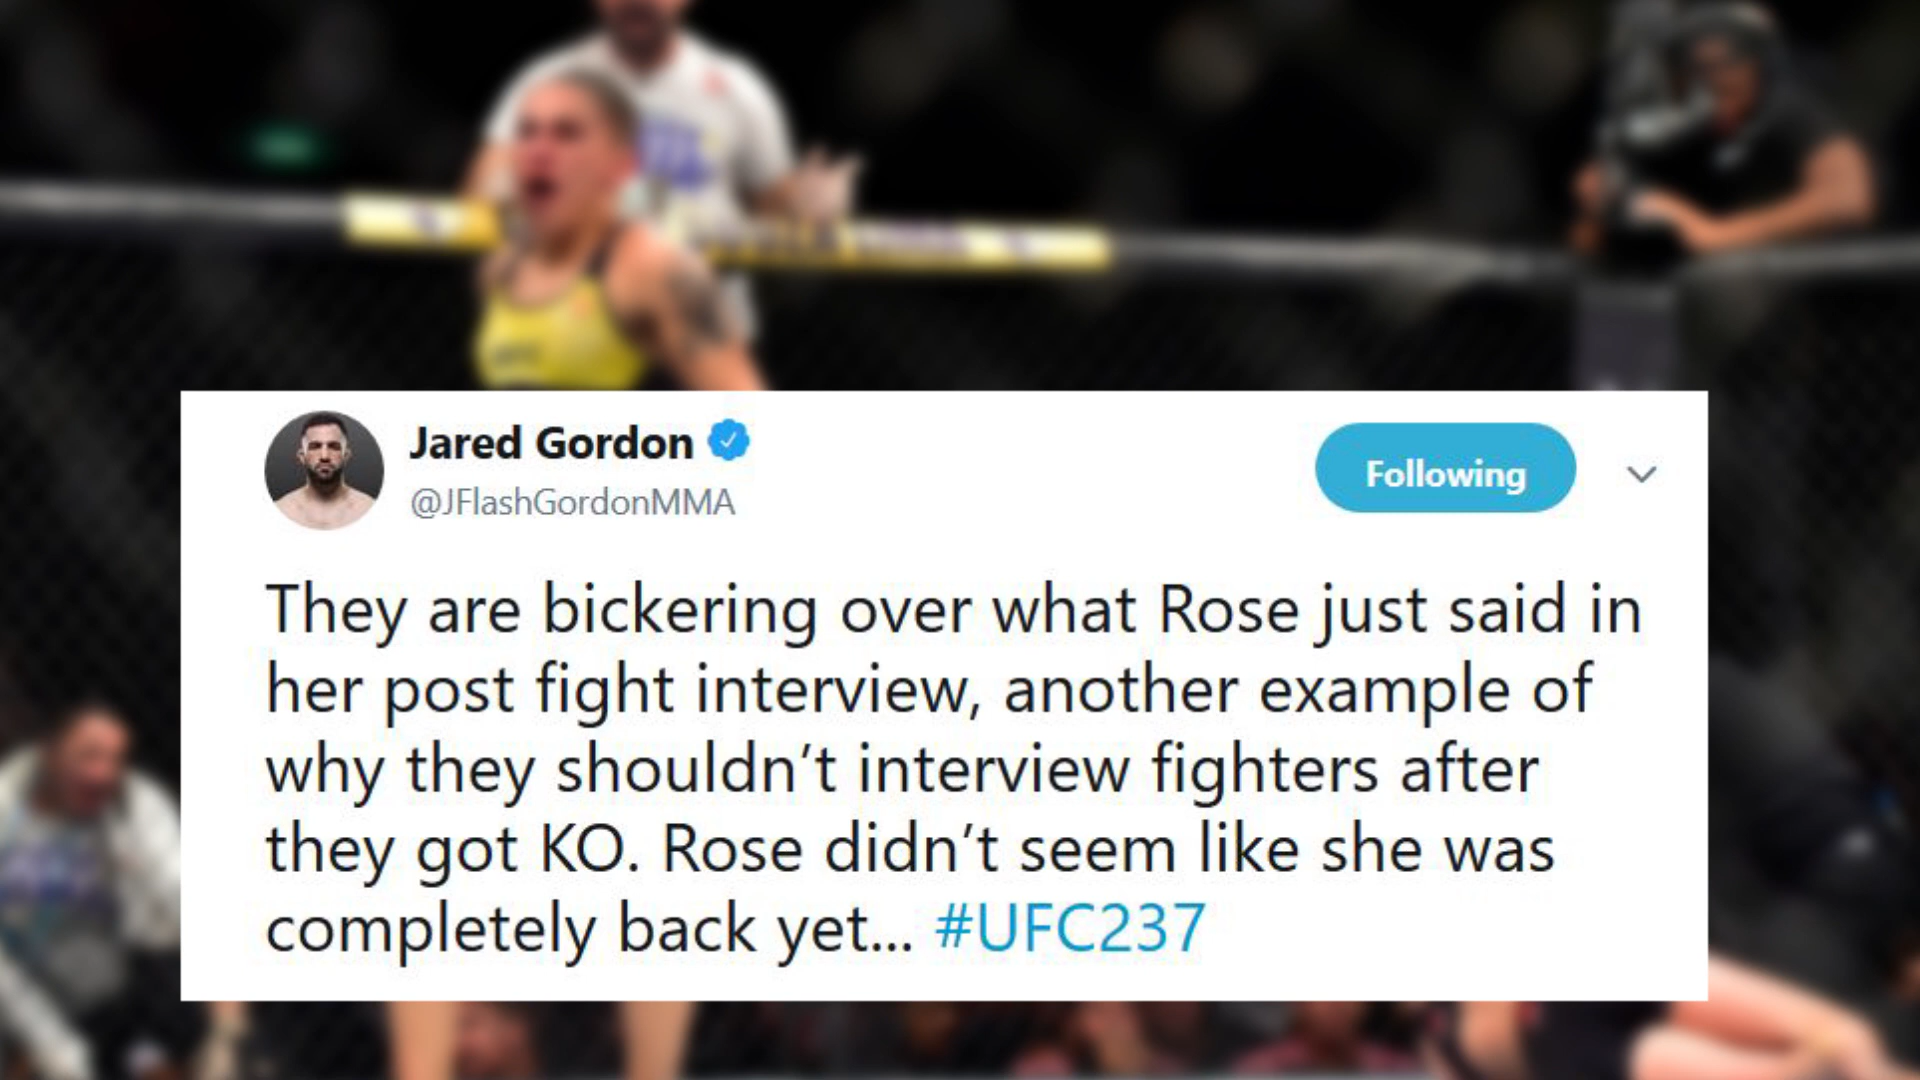 Jared Gordon
@JFlashGordonMMA
Following
They are bickering over what Rose just said in
her post fight interview, another example of
why they shouldn’t interview fighters after
they got KO. Rose didn’t seem like she was
completely back yet... #UFC237